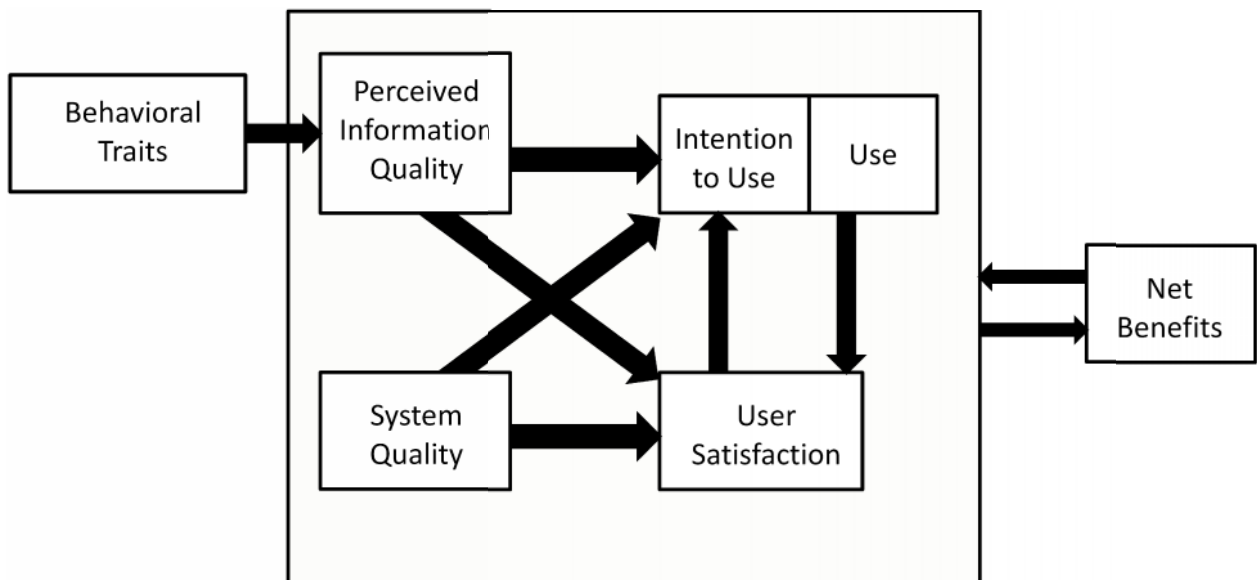 Behavioral
Traits
Perceived
Information
Quality
Intention
to Use
Use
System
Quality
User
Satisfaction
Net
Benefits